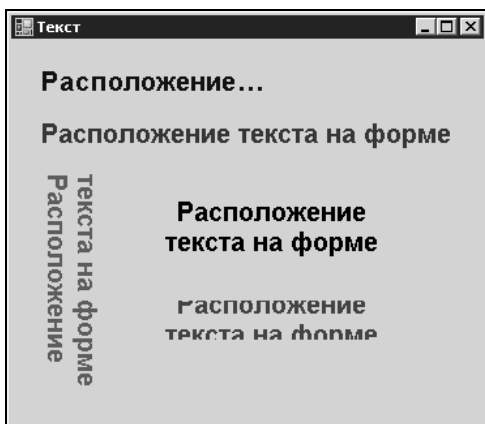 Текст
Расположение...
Расположение текста на форме
Расположение
текста на форме
Расположение
текста на форме
Расположение
текста на форме